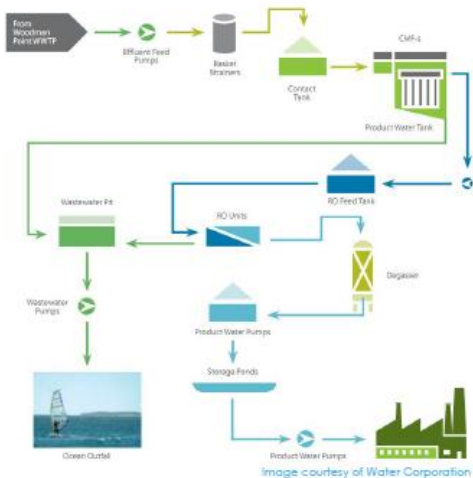 From
Woodman
Point WWTP
Effluent Feed
Pumps
Basket
Strainers
Contact
Tank
CMF-s
Product Water Tank
RO Feed Tank
Wastewater Pit
RO Units
Degasser
Wastewater
Pumps
Product Water Pumps
Storage Ponds
Ocean Outfall
Product Water Pumps
Image courtesy of Water Corporation